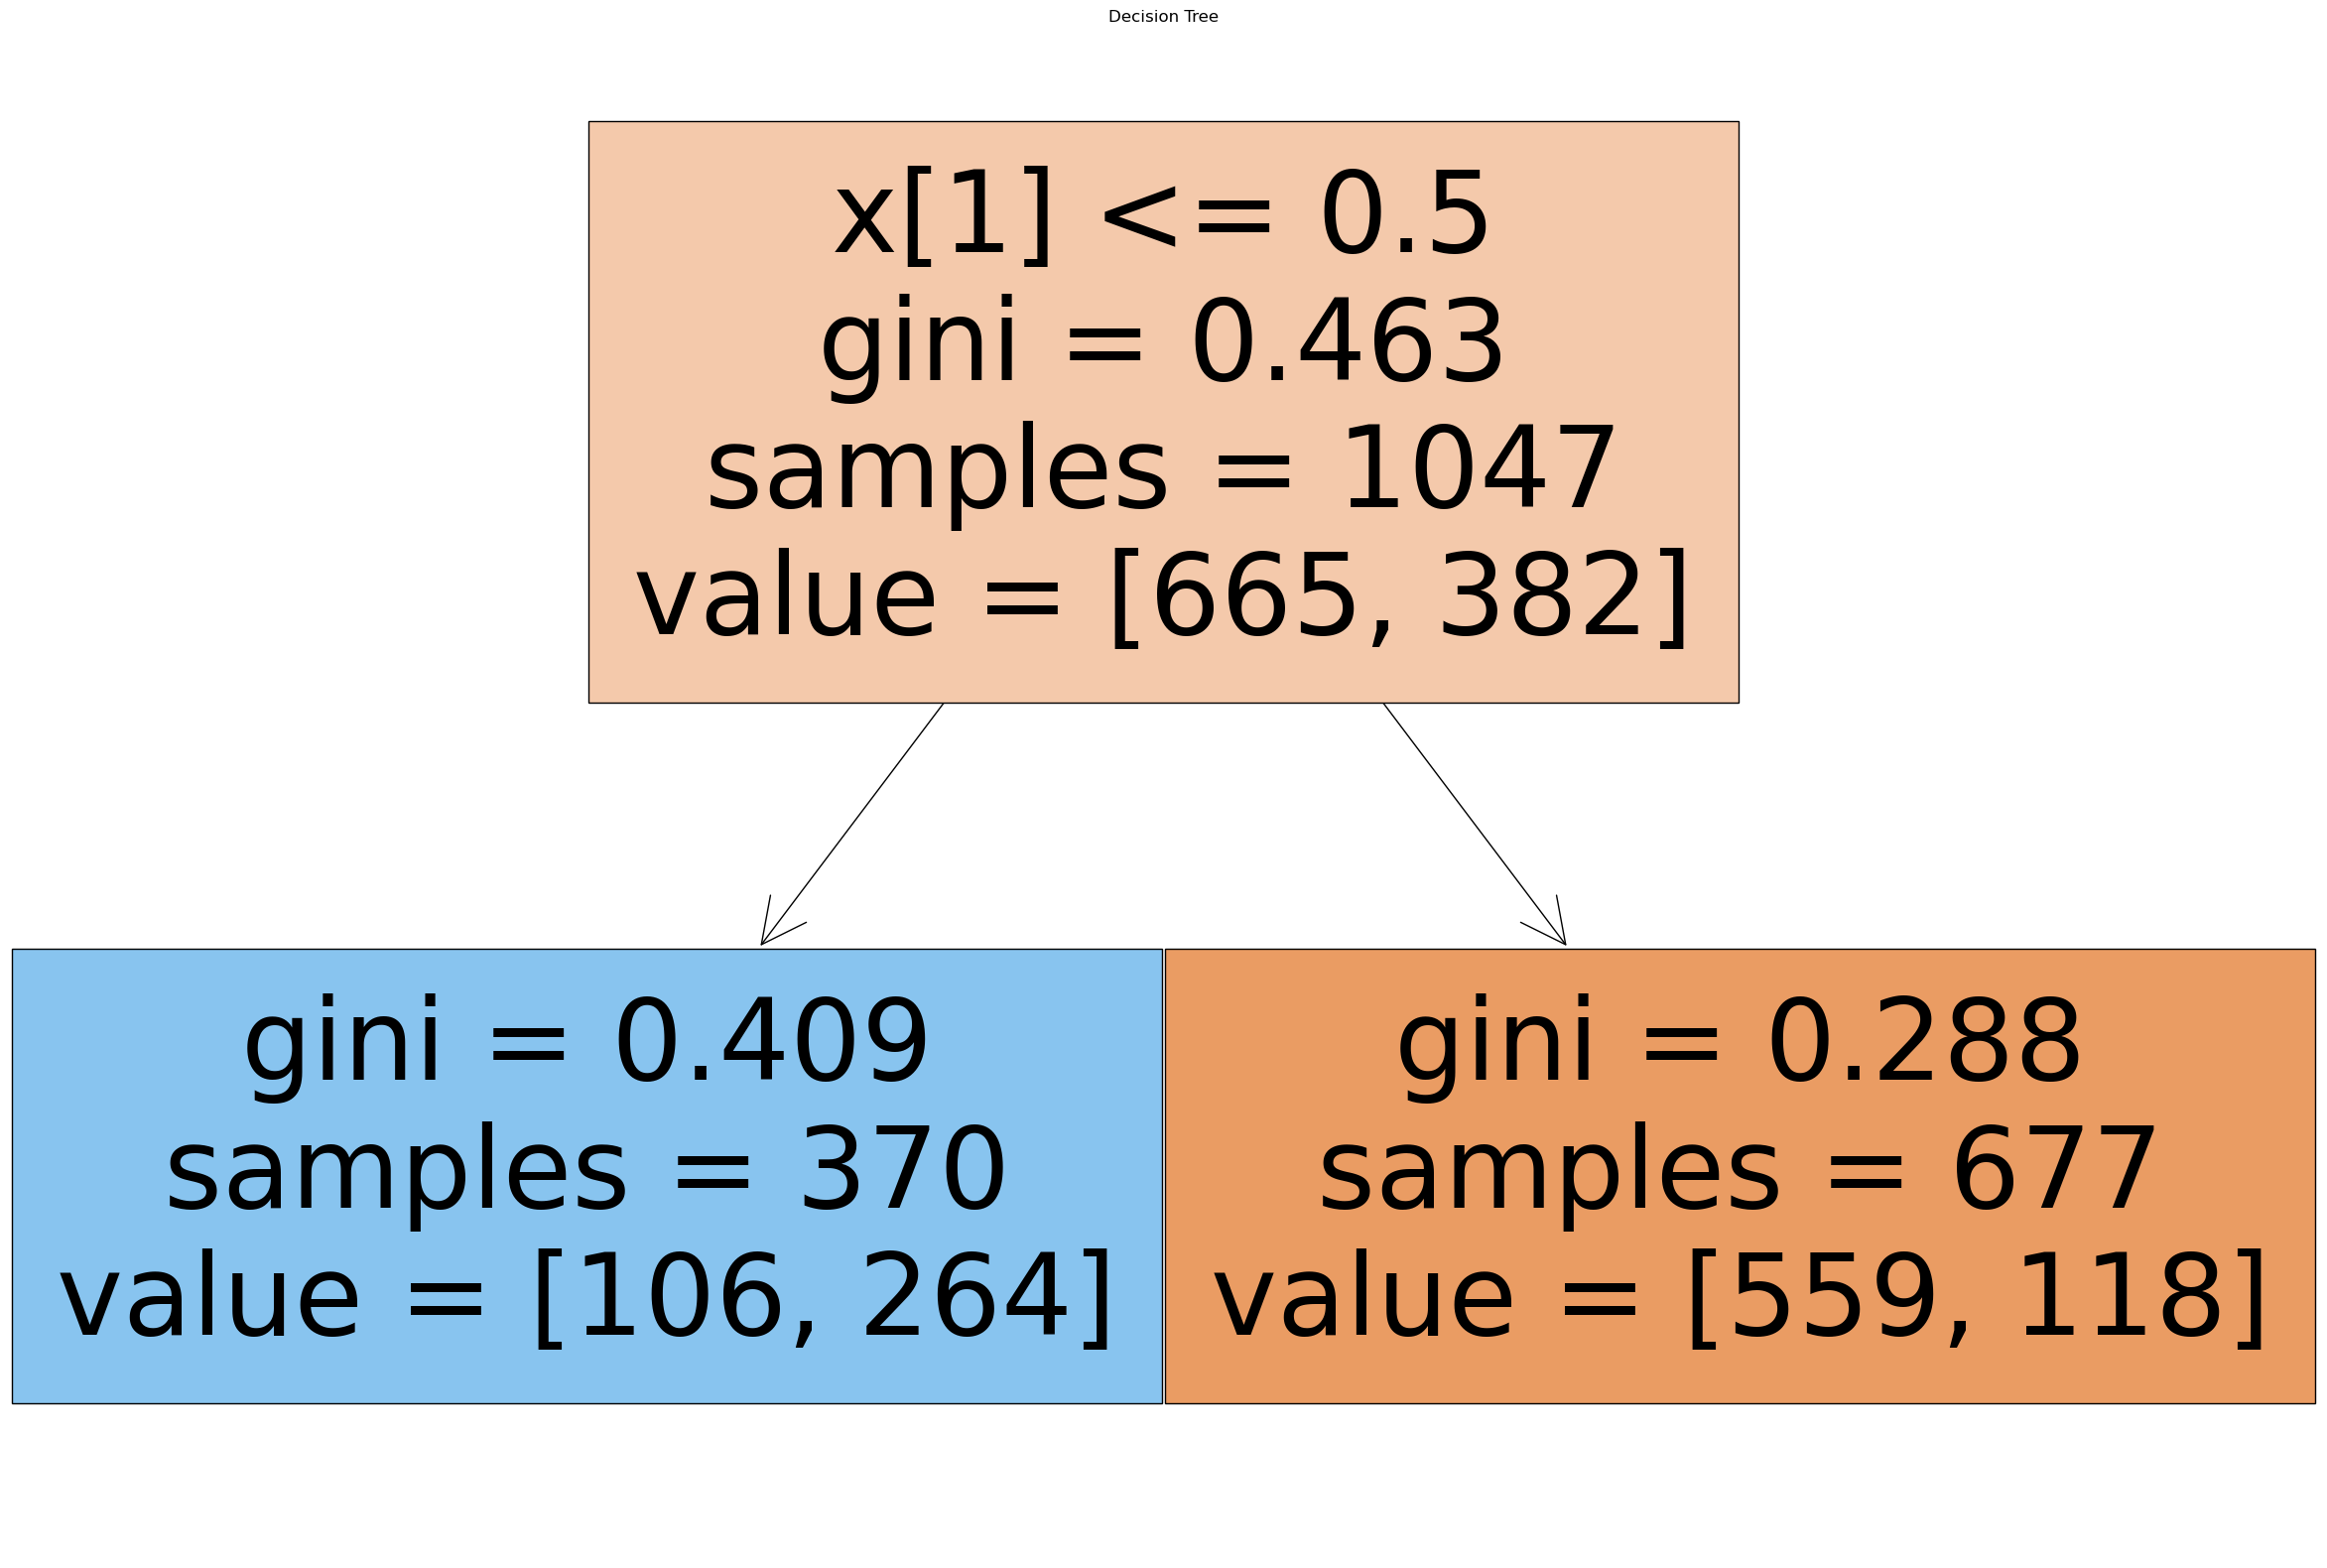 Decision Tree
x[1] <= 0.5
gini = 0.463
samples = 1047
value = [665, 382]
gini = 0.409
samples = 370
value = [106, 264]
gini = 0.288
samples = 677
value = [559, 118]